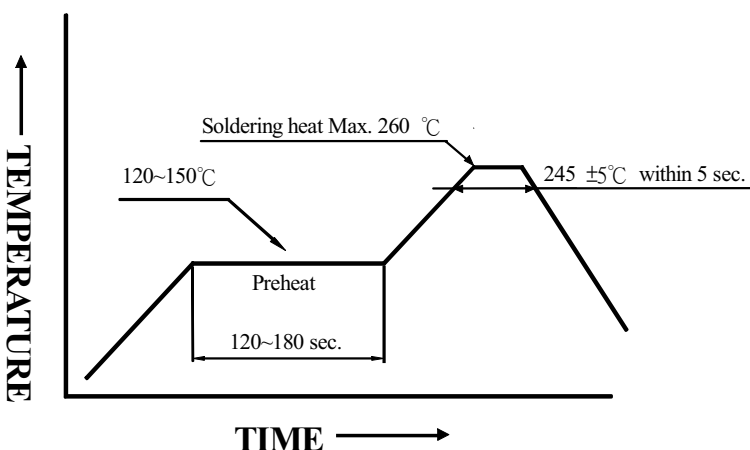 Soldering heat Max. 260 ℃
120~150℃
245 ±5℃ within 5 sec.
Preheat
120~180 sec.
TEMPERATURE
TIME